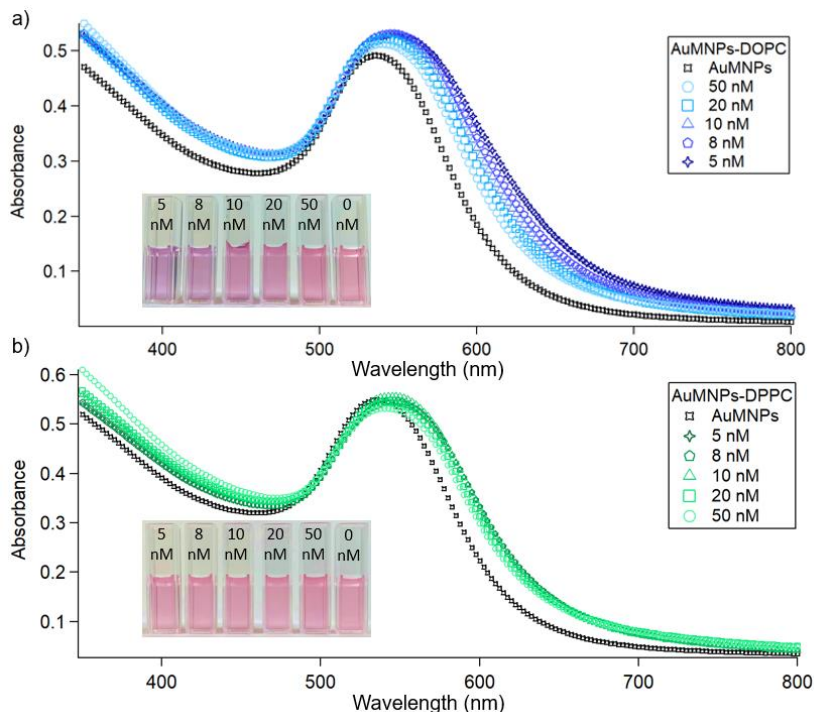 a)
Absorbance
0.5
0.4
0.3
0.2
0.1
AuMNPs-DOPC
AuMNPs
50 nM
20 nM
10 nM
8 nM
5 nM
5 nM
8 nM
10 nM
20 nM
50 nM
0 nM
400
500
600
700
800
Wavelength (nm)
b)
Absorbance
0.6
0.5
0.4
0.3
0.2
0.1
AuMNPs-DPPC
AuMNPs
5 nM
8 nM
10 nM
20 nM
50 nM
5 nM
8 nM
10 nM
20 nM
50 nM
0 nM
400
500
600
700
800
Wavelength (nm)